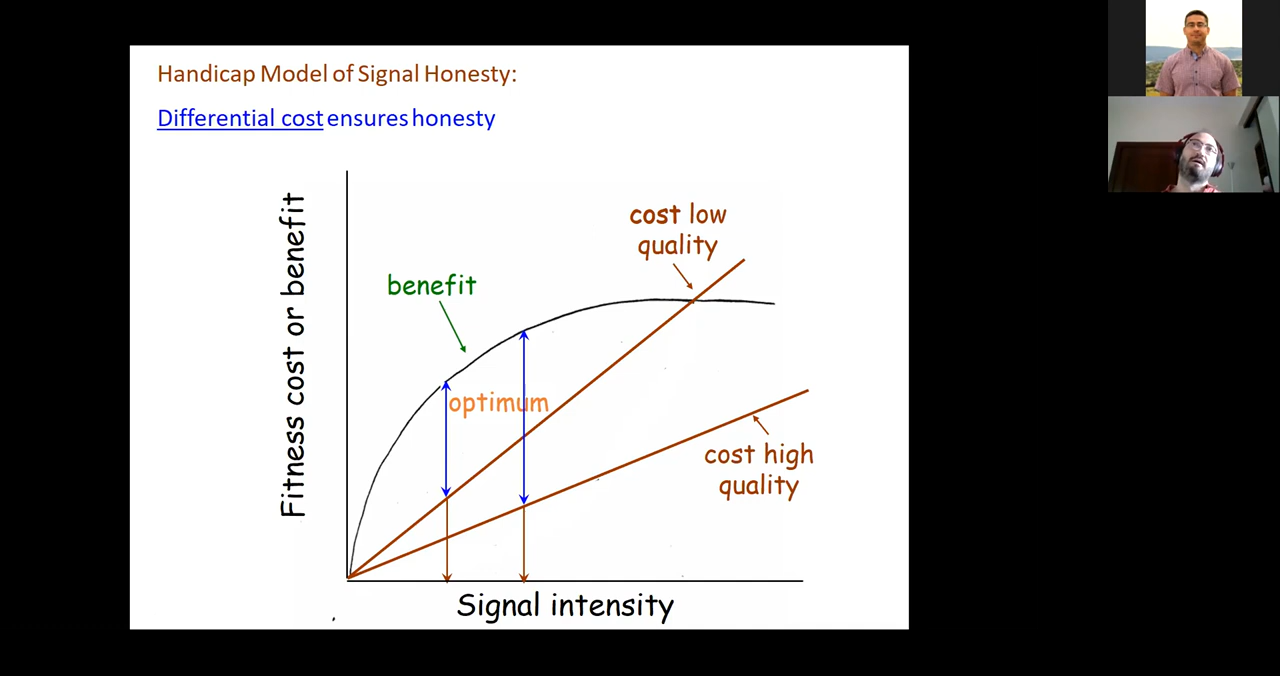 Handicap Model of Signal Honesty:
Differential cost ensures honesty
Fitness cost or benefit
benefit
cost low
quality
optimum
cost high
quality
Signal intensity